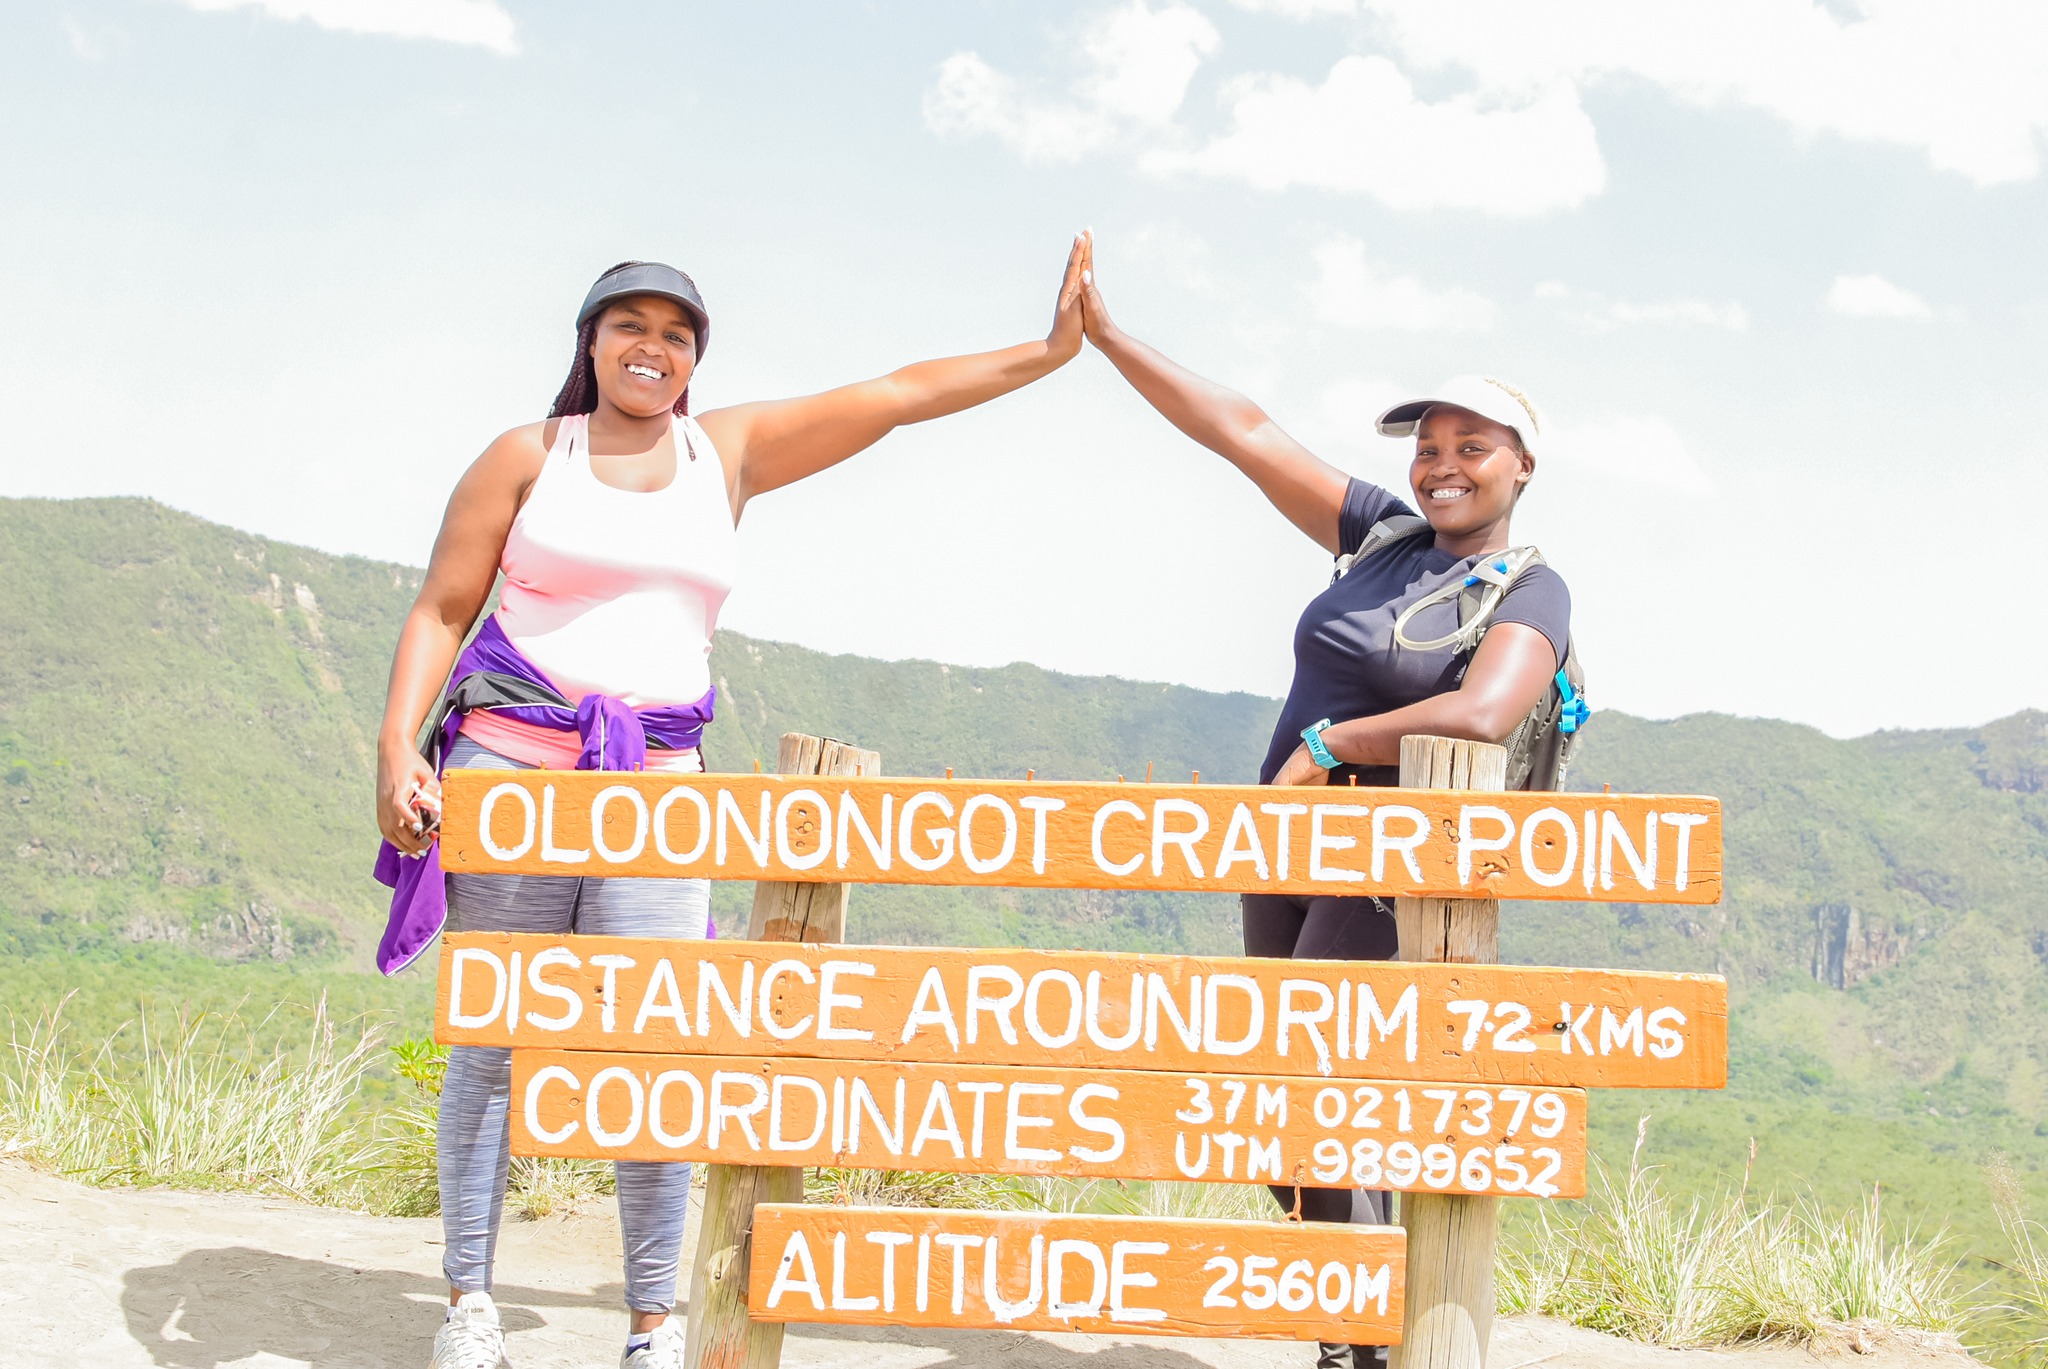 OLOONONGOT CRATER POINT
DISTANCE AROUND RIM 7.2 KMS
COORDINATES 37M 0217379
UTM 9899652
ALTITUDE 2560M